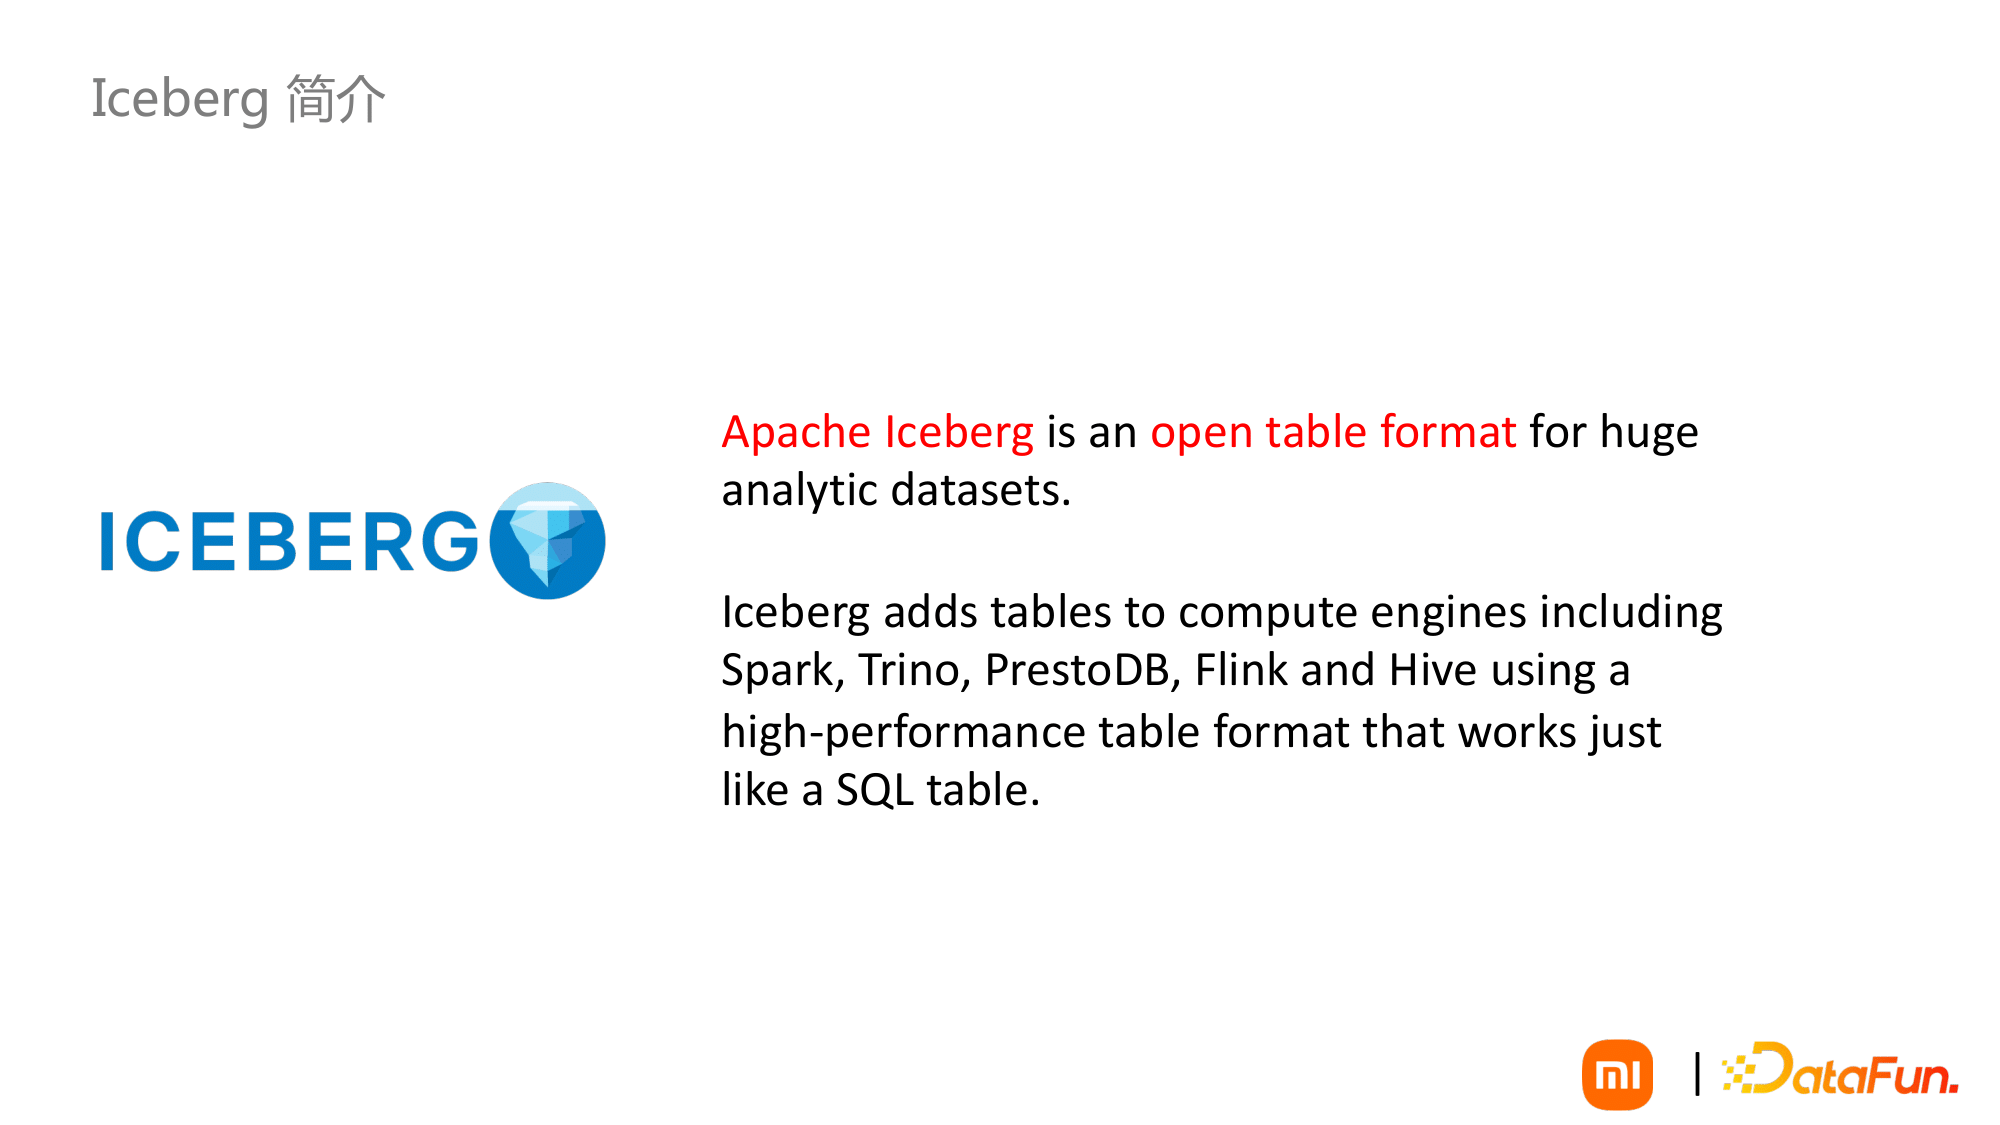 Iceberg 简介
ICEBERG
Apache Iceberg is an open table format for huge
analytic datasets.
Iceberg adds tables to compute engines including
Spark, Trino, PrestoDB, Flink and Hive using a
high-performance table format that works just
like a SQL table.
mi | DataFun.